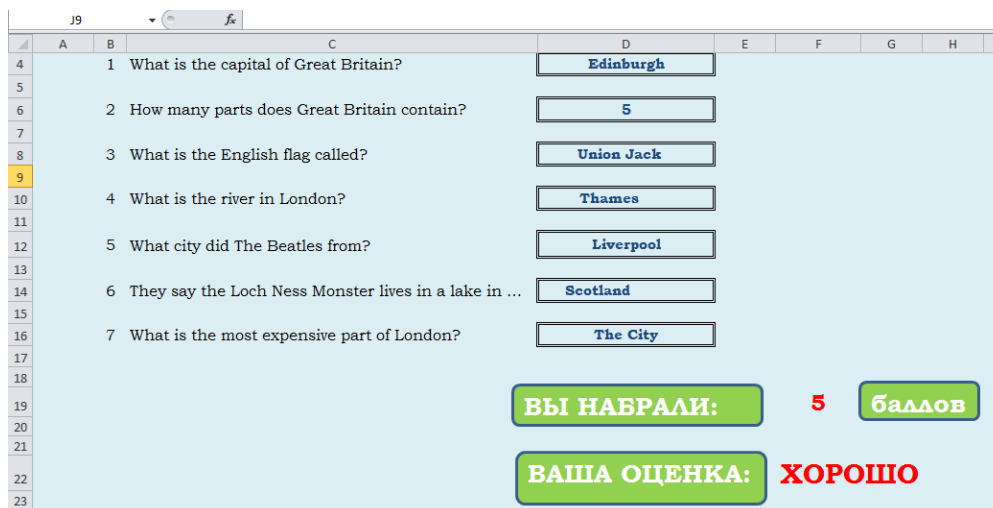 J9 fx
A B C D E F G H
4 1 What is the capital of Great Britain? Edinburgh
5
6 2 How many parts does Great Britain contain? 5
7
8 3 What is the English flag called? Union Jack
9
10 4 What is the river in London? Thames
11
12 5 What city did The Beatles from? Liverpool
13
14 6 They say the Loch Ness Monster lives in a lake in ... Scotland
15
16 7 What is the most expensive part of London? The City
17
18
19 ВЫ НАБРАЛИ: 5 баллов
20
21
22 ВАША ОЦЕНКА: ХОРОШО
23